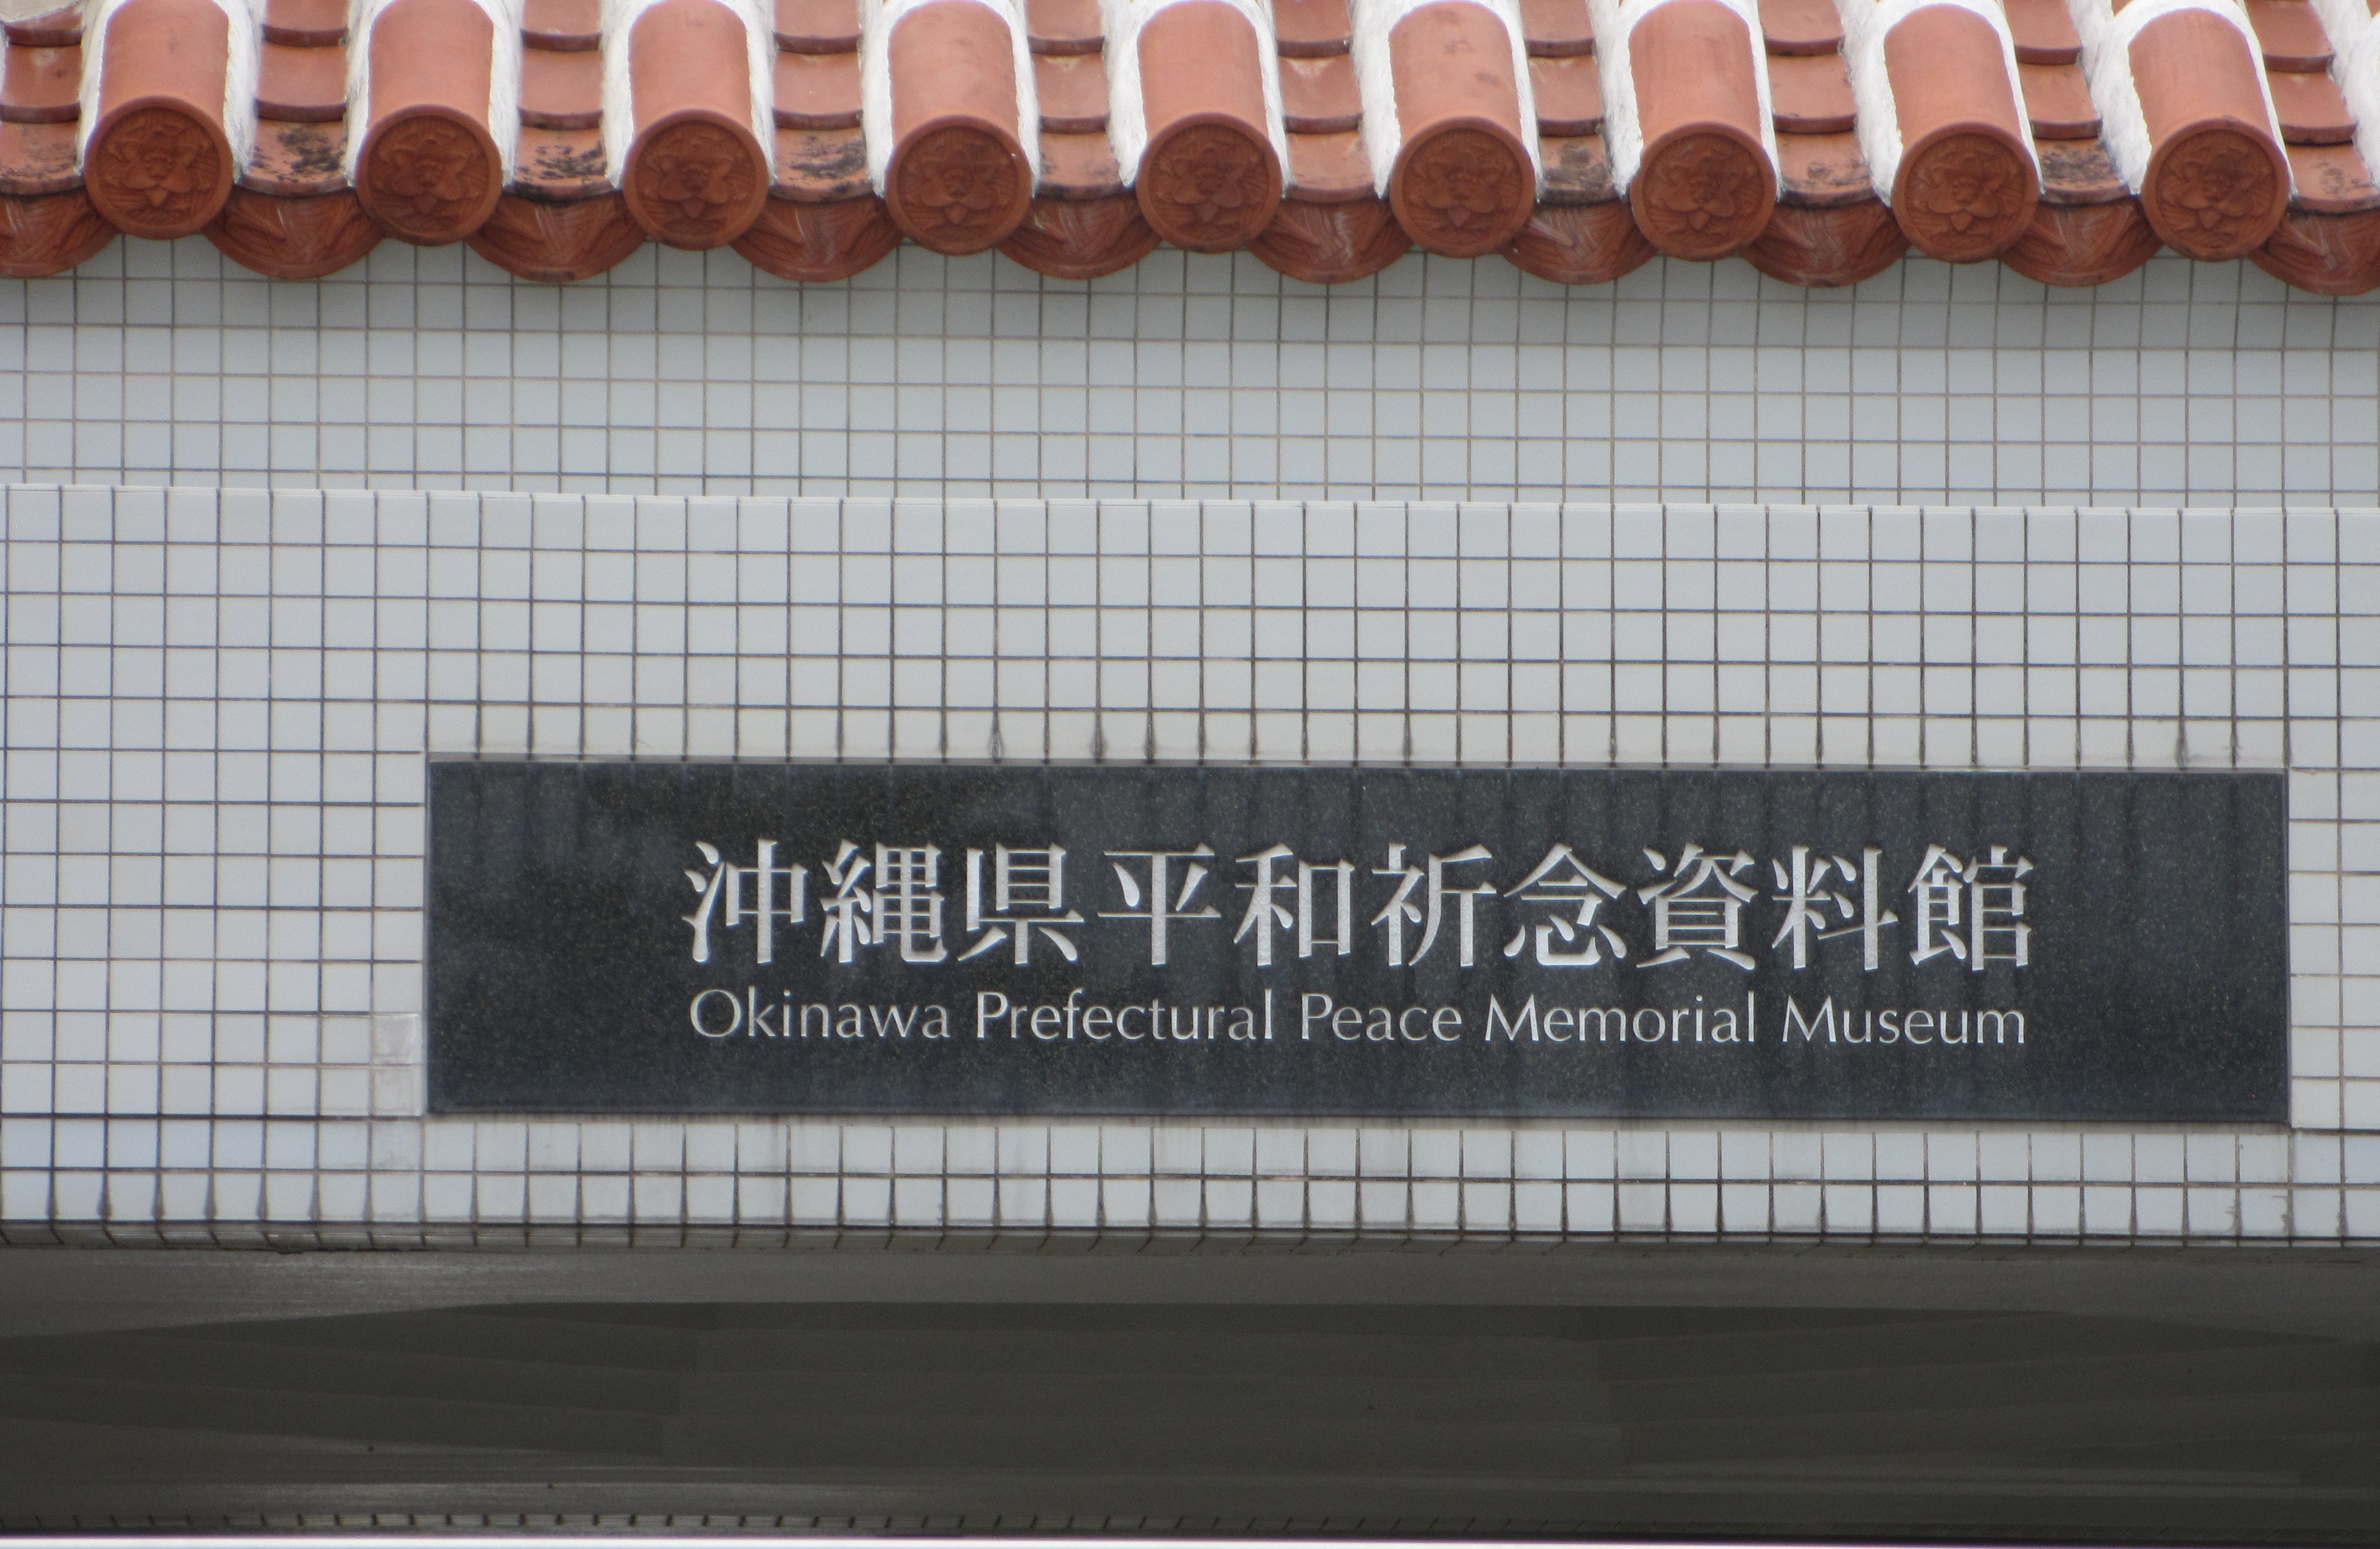 沖縄県平和祈念資料館
Okinawa Prefectural Peace Memorial Museum